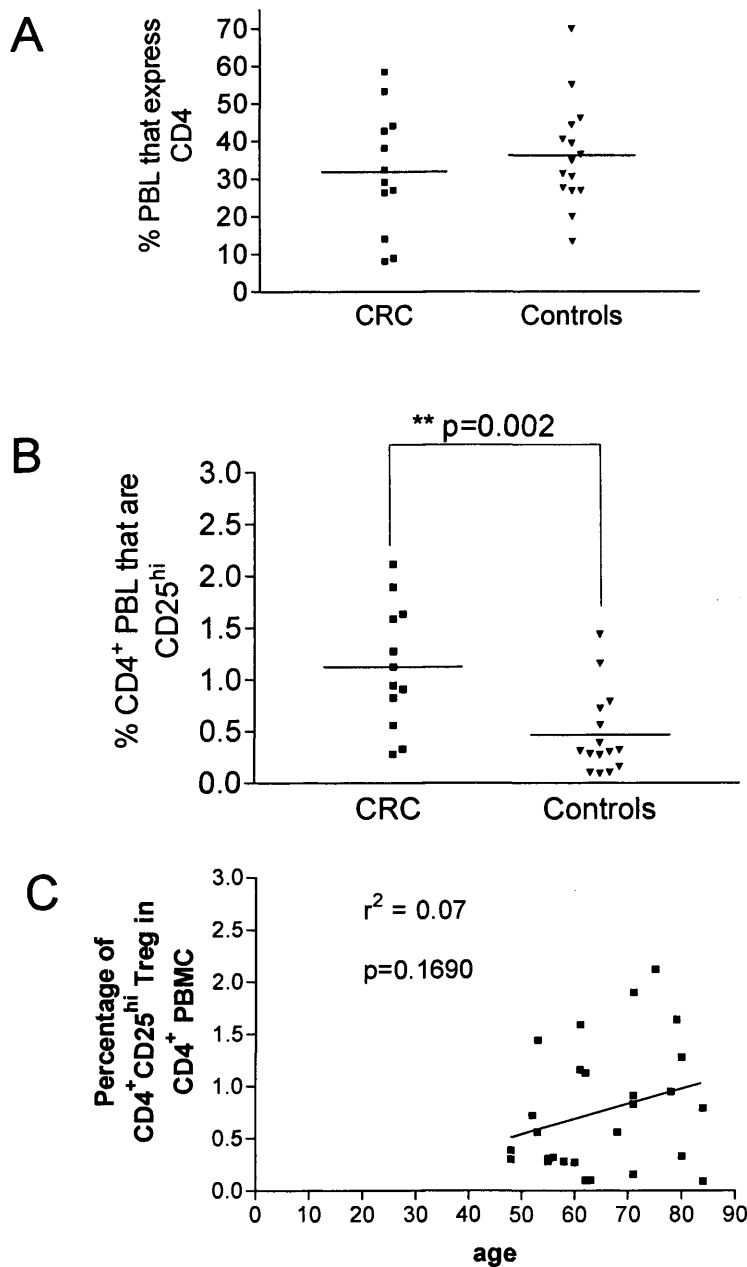 A
% PBL that express
CD4
70
60
50
40
30
20
10
0
CRC
Controls
** p=0.002
B
% CD4⁺ PBL that are
CD25ʰⁱ
3.0
2.5
2.0
1.5
1.0
0.5
0.0
CRC
Controls
C
Percentage of
CD4⁺CD25ʰⁱ Treg in
CD4⁺ PBMC
3.0
2.5
2.0
1.5
1.0
0.5
0.0
r² = 0.07
p=0.1690
0 10 20 30 40 50 60 70 80 90
age